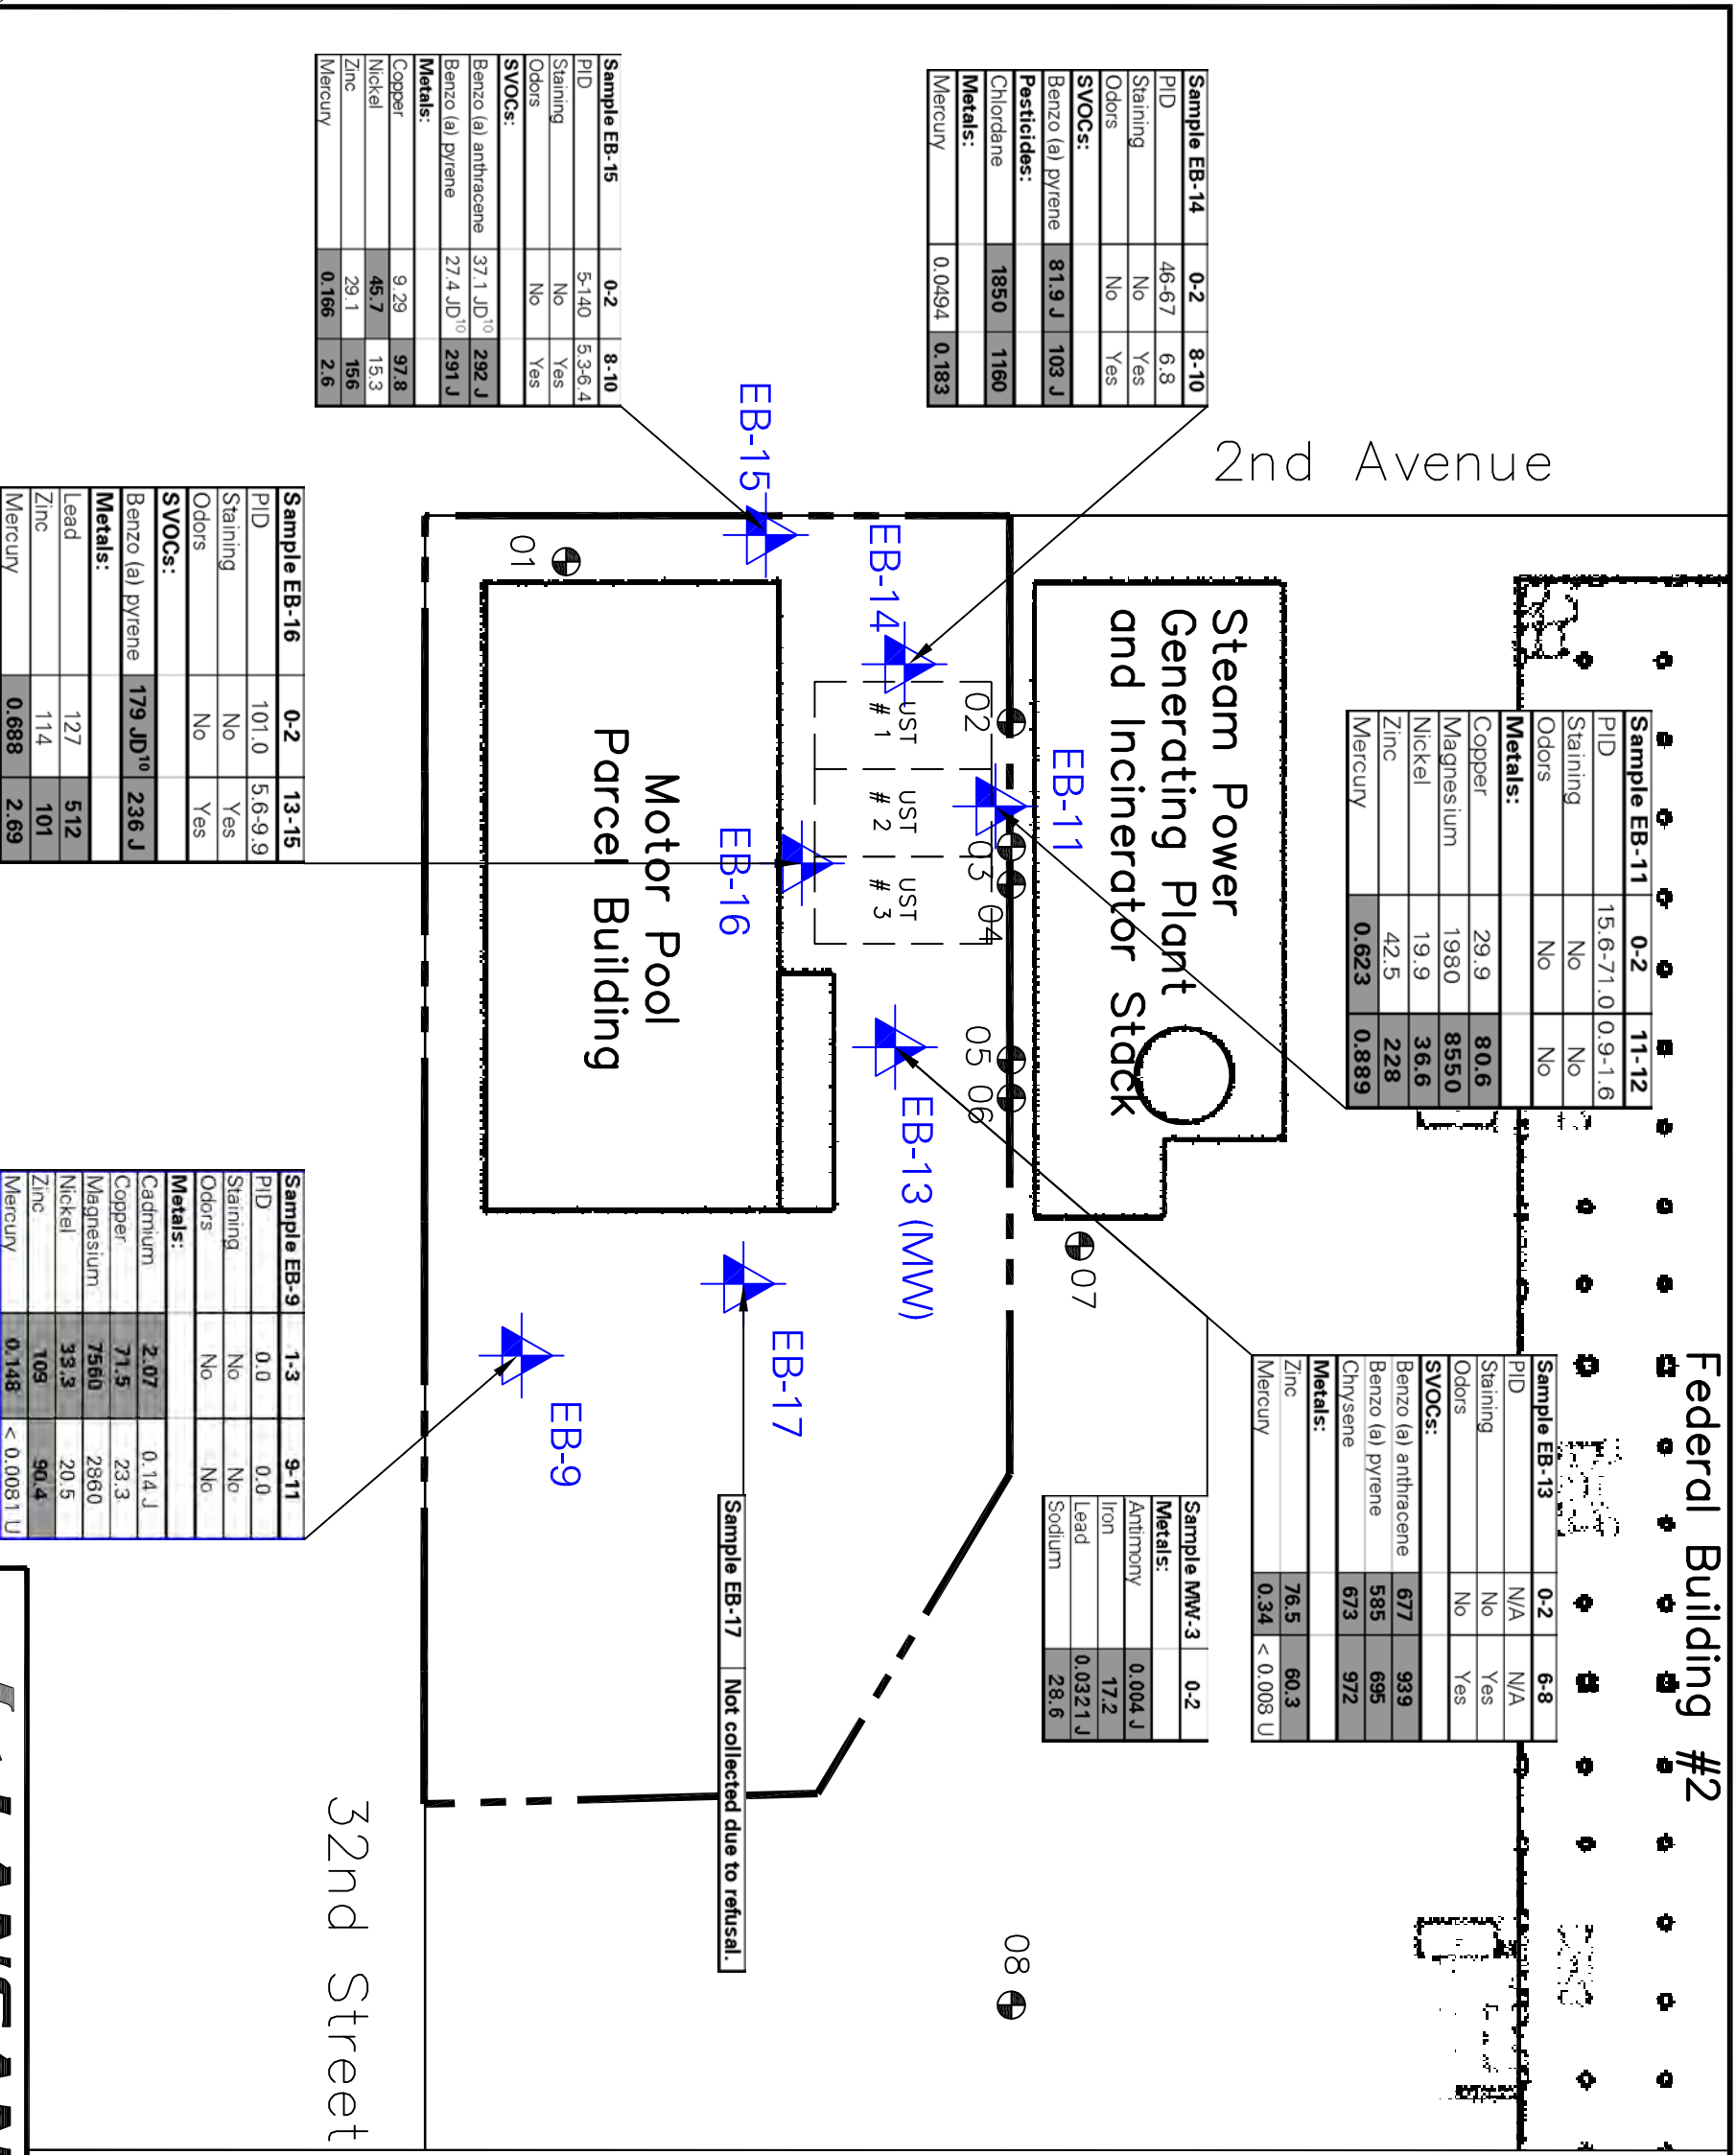 2nd Avenue
Federal Building #2
Steam Power
Generating Plant
and Incinerator Stack
Motor Pool
Parcel Building
32nd Street
UST
# 1
UST
# 2
UST
# 3
01
02
03
04
05
06
07
08
EB-15
EB-14
EB-11
EB-16
EB-13 (MW)
EB-17
EB-9
Sample EB-14 0-2 8-10
PID 46-67 6.8
Staining No Yes
Odors No Yes
SVOCs:
Benzo (a) pyrene 81.9 J 103 J
Pesticides:
Chlordane 1850 1160
Metals:
Mercury 0.0494 0.183
Sample EB-15 0-2 8-10
PID 5-140 5.3-6.4
Staining No Yes
Odors No Yes
SVOCs:
Benzo (a) anthracene 37.1 JD10 292 J
Benzo (a) pyrene 27.4 JD10 291 J
Metals:
Copper 9.29 97.8
Nickel 45.7 15.3
Zinc 29.1 156
Mercury 0.166 2.6
Sample EB-11 0-2 11-12
PID 15.6-71.0 0.9-1.6
Staining No No
Odors No No
Metals:
Copper 29.9 80.6
Magnesium 1980 8550
Nickel 19.9 36.6
Zinc 42.5 228
Mercury 0.623 0.889
Sample EB-16 0-2 13-15
PID 101.0 5.6-9.9
Staining No Yes
Odors No Yes
SVOCs:
Benzo (a) pyrene 179 JD10 236 J
Metals:
Lead 127 512
Zinc 114 101
Mercury 0.688 2.69
Sample EB-13 0-2 6-8
PID N/A N/A
Staining No Yes
Odors No Yes
SVOCs:
Benzo (a) anthracene 677 939
Benzo (a) pyrene 585 695
Chrysene 673 972
Metals:
Zinc 76.5 60.3
Mercury 0.34 < 0.008 U
Sample MW-3 0-2
Metals:
Antimony 0.004 J
Iron 17.2
Lead 0.0321 J
Sodium 28.6
Sample EB-17 Not collected due to refusal.
Sample EB-9 1-3 9-11
PID 0.0 0.0
Staining No No
Odors No No
Metals:
Cadmium 2.07 0.14 J
Copper 71.5 23.3
Magnesium 7560 2860
Nickel 33.3 20.5
Zinc 109 90.4
Mercury 0.148 < 0.0081 U